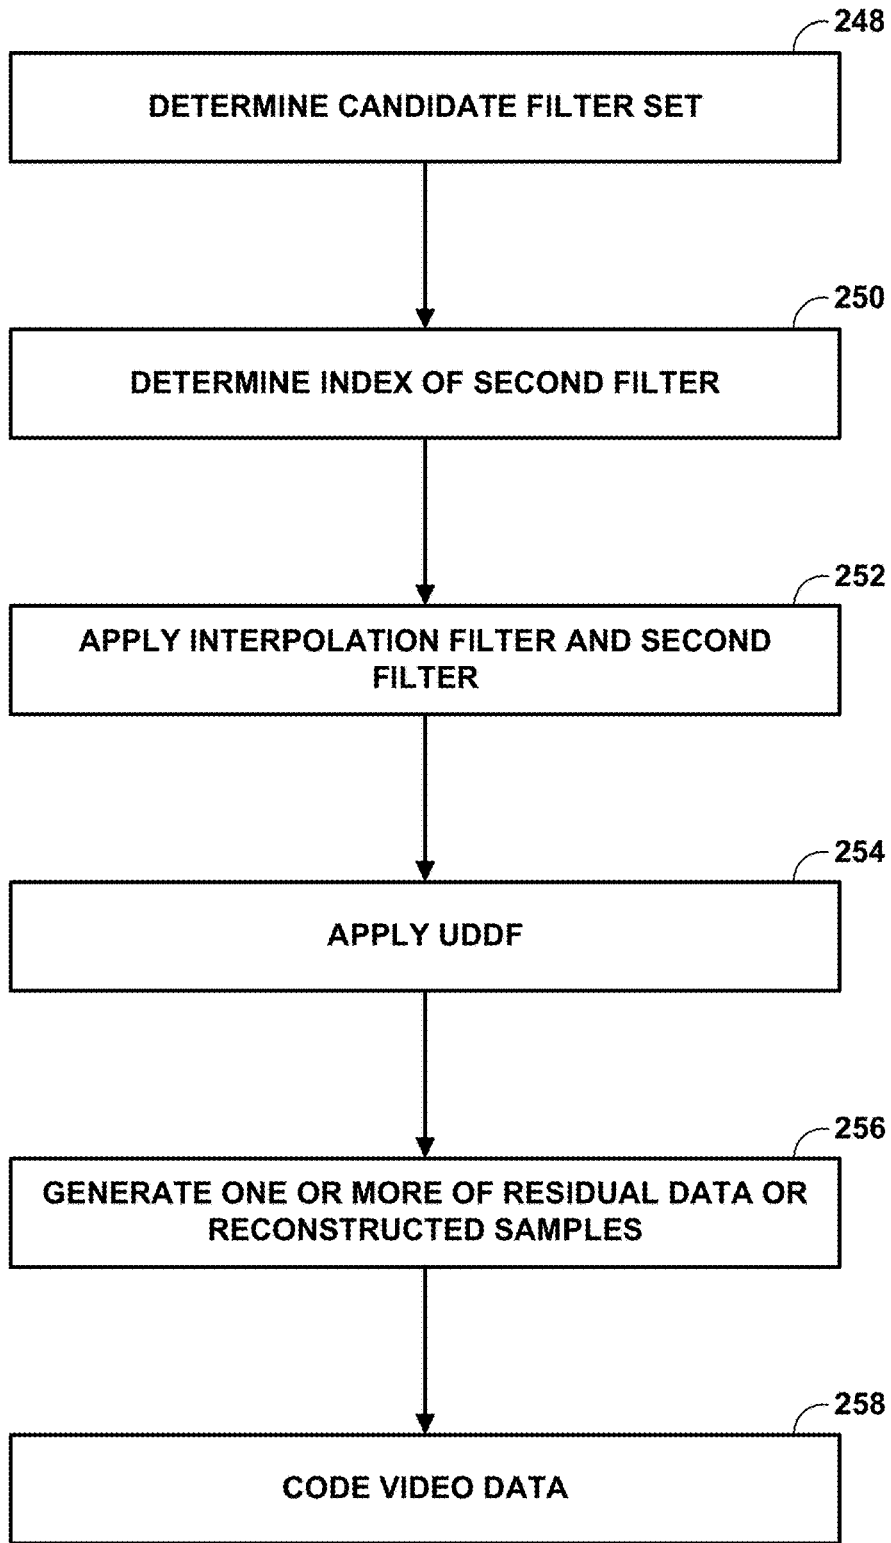 248
DETERMINE CANDIDATE FILTER SET
250
DETERMINE INDEX OF SECOND FILTER
252
APPLY INTERPOLATION FILTER AND SECOND
FILTER
254
APPLY UDDF
256
GENERATE ONE OR MORE OF RESIDUAL DATA OR
RECONSTRUCTED SAMPLES
258
CODE VIDEO DATA